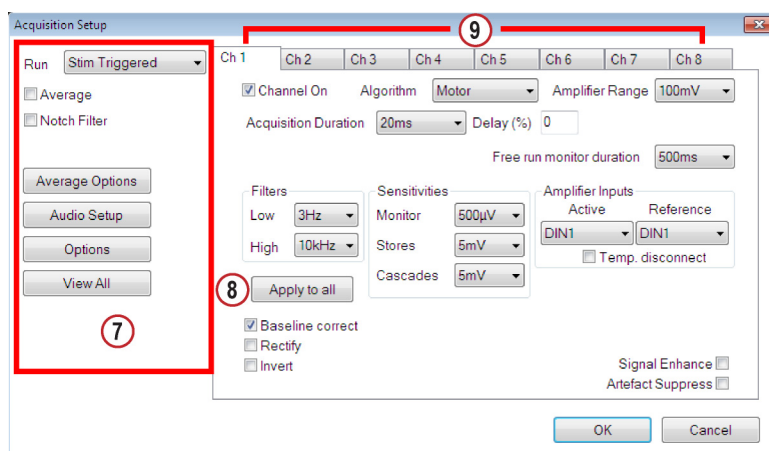 Acquisition Setup
9
Run Stim Triggered
Average
Notch Filter
Average Options
Audio Setup
Options
View All
7
Ch 1 Ch 2 Ch 3 Ch 4 Ch 5 Ch 6 Ch 7 Ch 8
Channel On Algorithm Motor Amplifier Range 100mV
Acquisition Duration 20ms Delay (%) 0
Free run monitor duration 500ms
Filters
Low 3Hz
High 10kHz
Sensitivities
Monitor 500µV
Stores 5mV
Cascades 5mV
Amplifier Inputs
Active Reference
DIN1 DIN1
Temp. disconnect
8 Apply to all
Baseline correct
Rectify
Invert
Signal Enhance
Artefact Suppress
OK Cancel